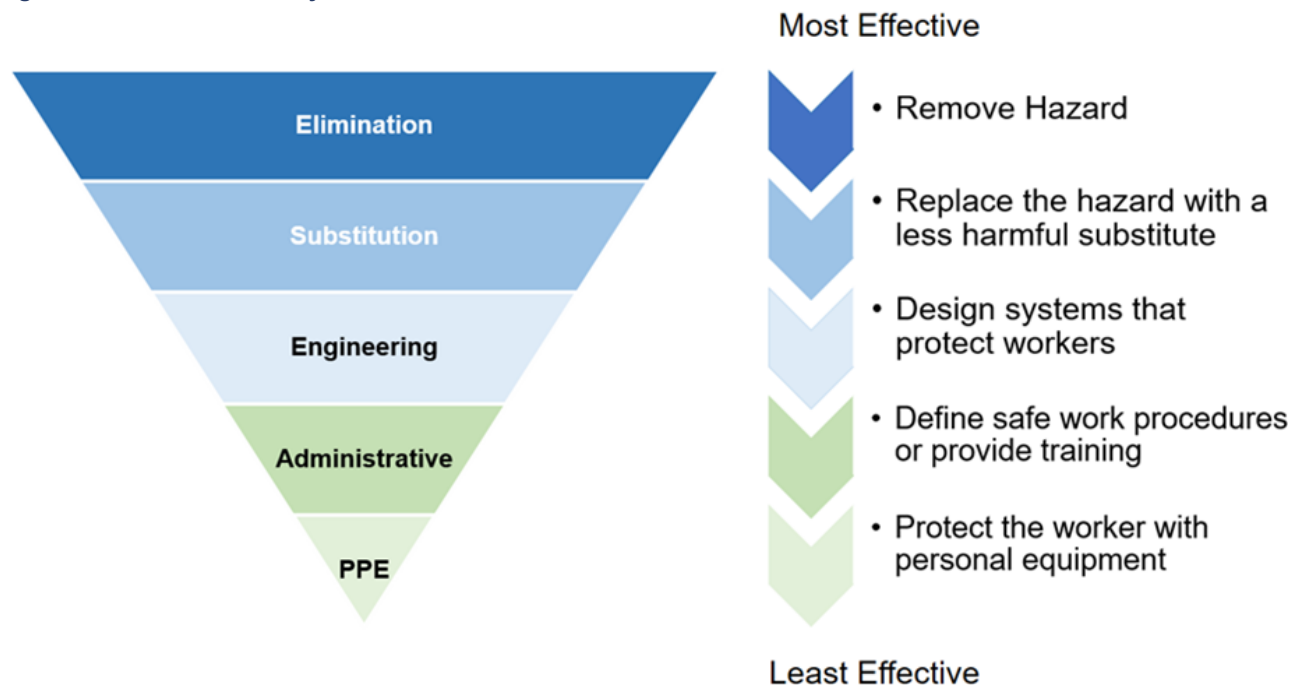 Most Effective
Elimination
• Remove Hazard
Substitution
• Replace the hazard with a
less harmful substitute
Engineering
• Design systems that
protect workers
Administrative
• Define safe work procedures
or provide training
PPE
• Protect the worker with
personal equipment
Least Effective